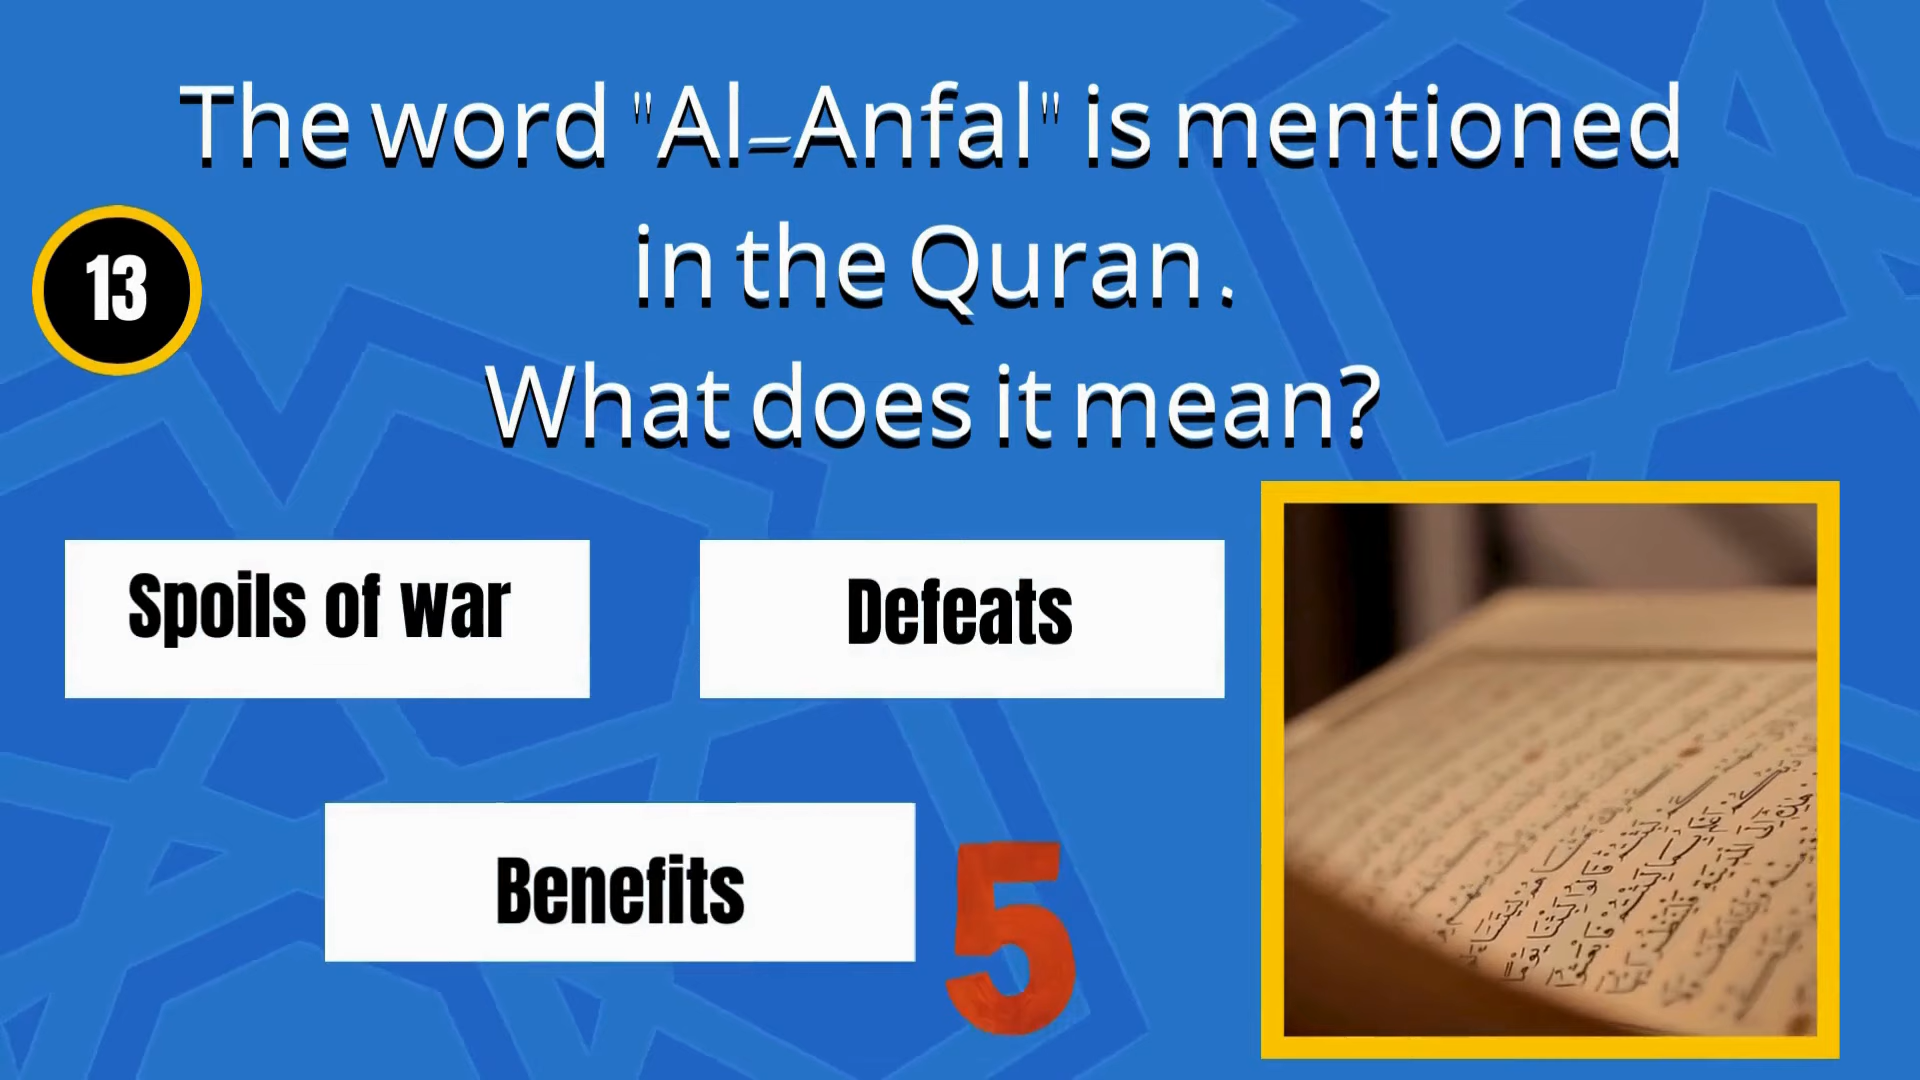 The word "Al-Anfal" is mentioned
in the Quran.
What does it mean?
13
Spoils of war
Defeats
Benefits
5